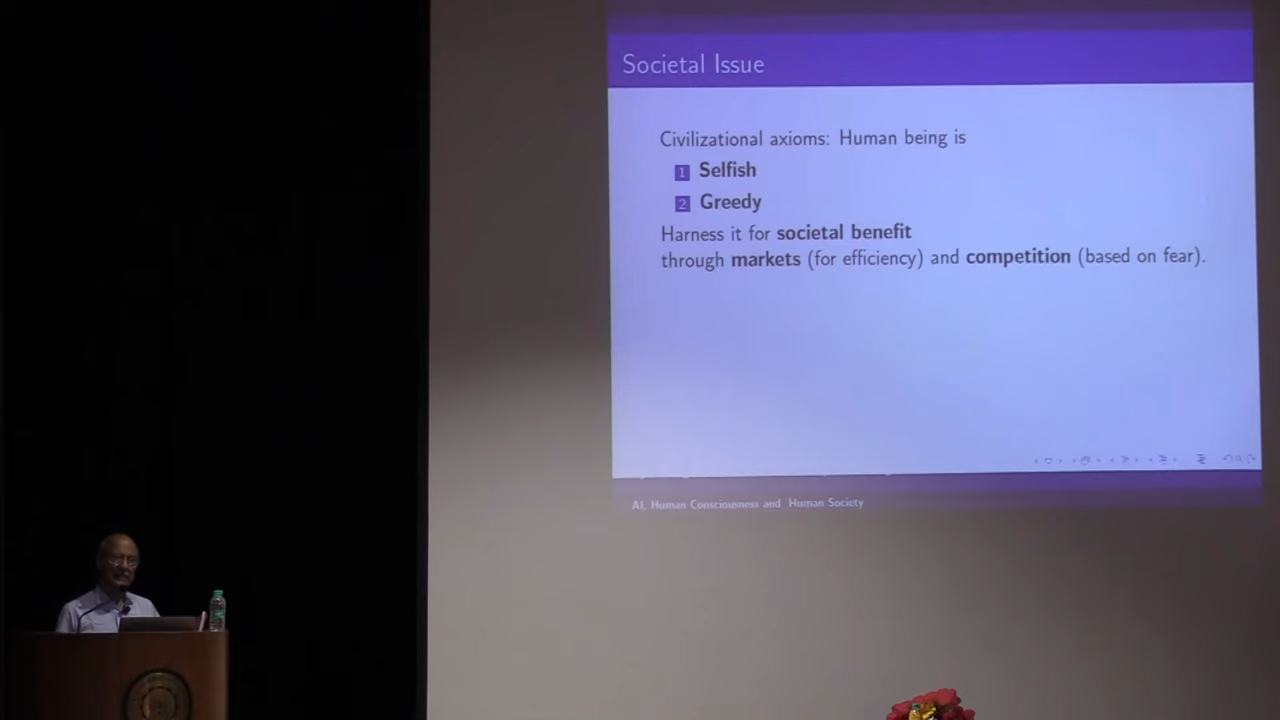 Societal Issue
Civilizational axioms: Human being is
1 Selfish
2 Greedy
Harness it for societal benefit
through markets (for efficiency) and competition (based on fear).
AI, Human Consciousness and Human Society